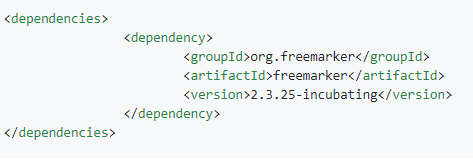 <dependencies>
<dependency>
<groupId>org.freemarker</groupId>
<artifactId>freemarker</artifactId>
<version>2.3.25-incubating</version>
</dependency>
</dependencies>